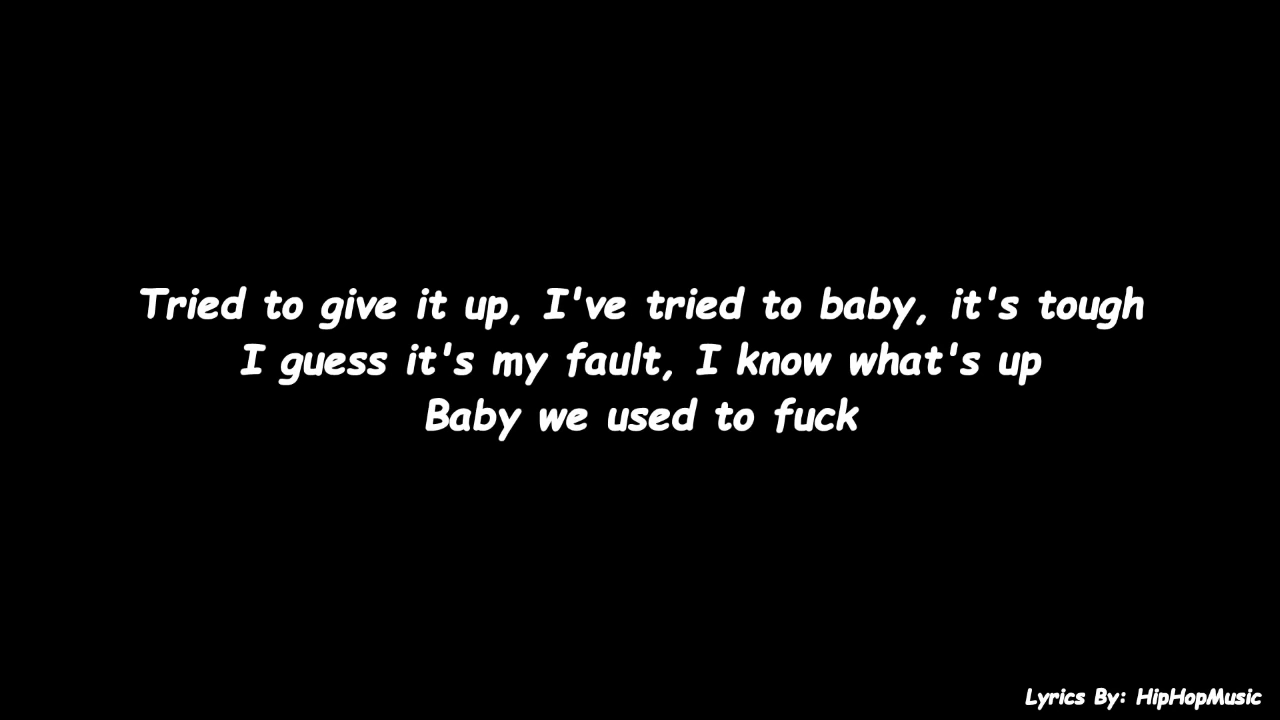 Tried to give it up, I've tried to baby, it's tough
I guess it's my fault, I know what's up
Baby we used to fuck
Lyrics By: HipHopMusic